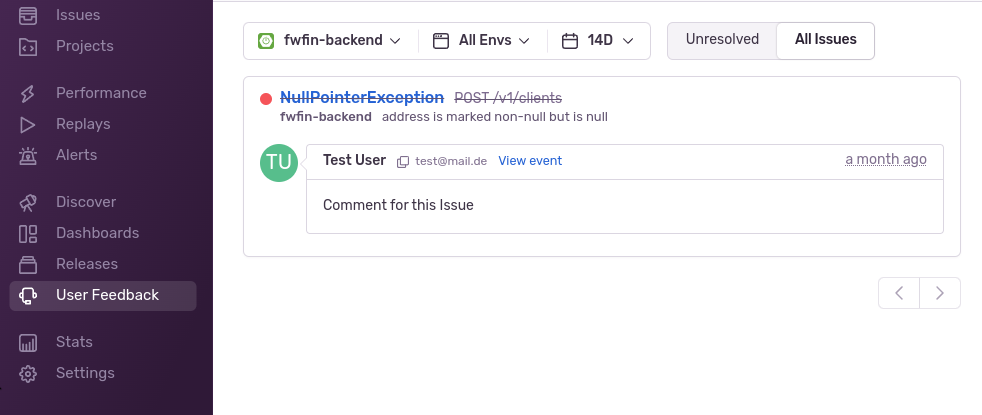 Issues
Projects
Performance
Replays
Alerts
Discover
Dashboards
Releases
User Feedback
Stats
Settings
fwfin-backend All Envs 14D Unresolved All Issues
NullPointerException POST /v1/clients
fwfin-backend address is marked non-null but is null
TU Test User test@mail.de View event a month ago
Comment for this Issue